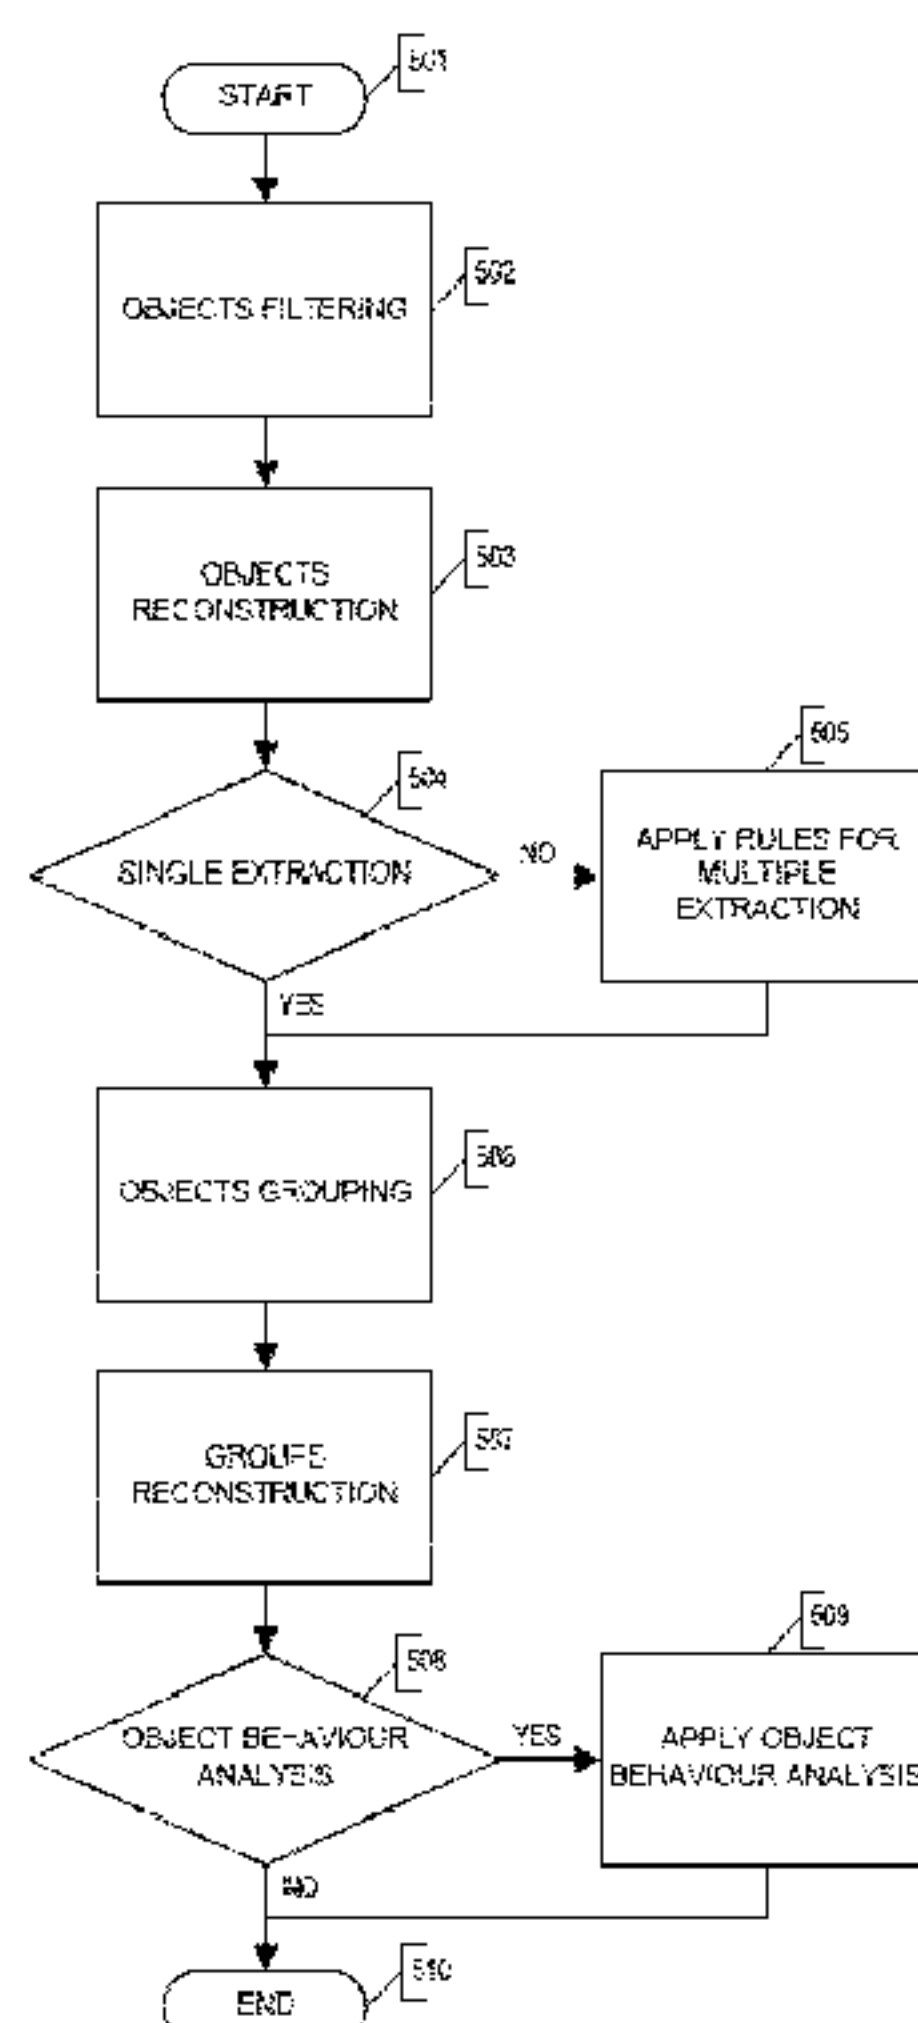 501
START
502
OBJECTS FILTERING
503
OBJECTS
RECONSTRUCTION
504
505
SINGLE EXTRACTION
NO
APPLY RULES FOR
MULTIPLE
EXTRACTION
YES
506
OBJECTS GROUPING
507
GROUPS
RECONSTRUCTION
508
509
OBJECT BEHAVIOUR
ANALYSIS
YES
APPLY OBJECT
BEHAVIOUR ANALYSIS
NO
510
END